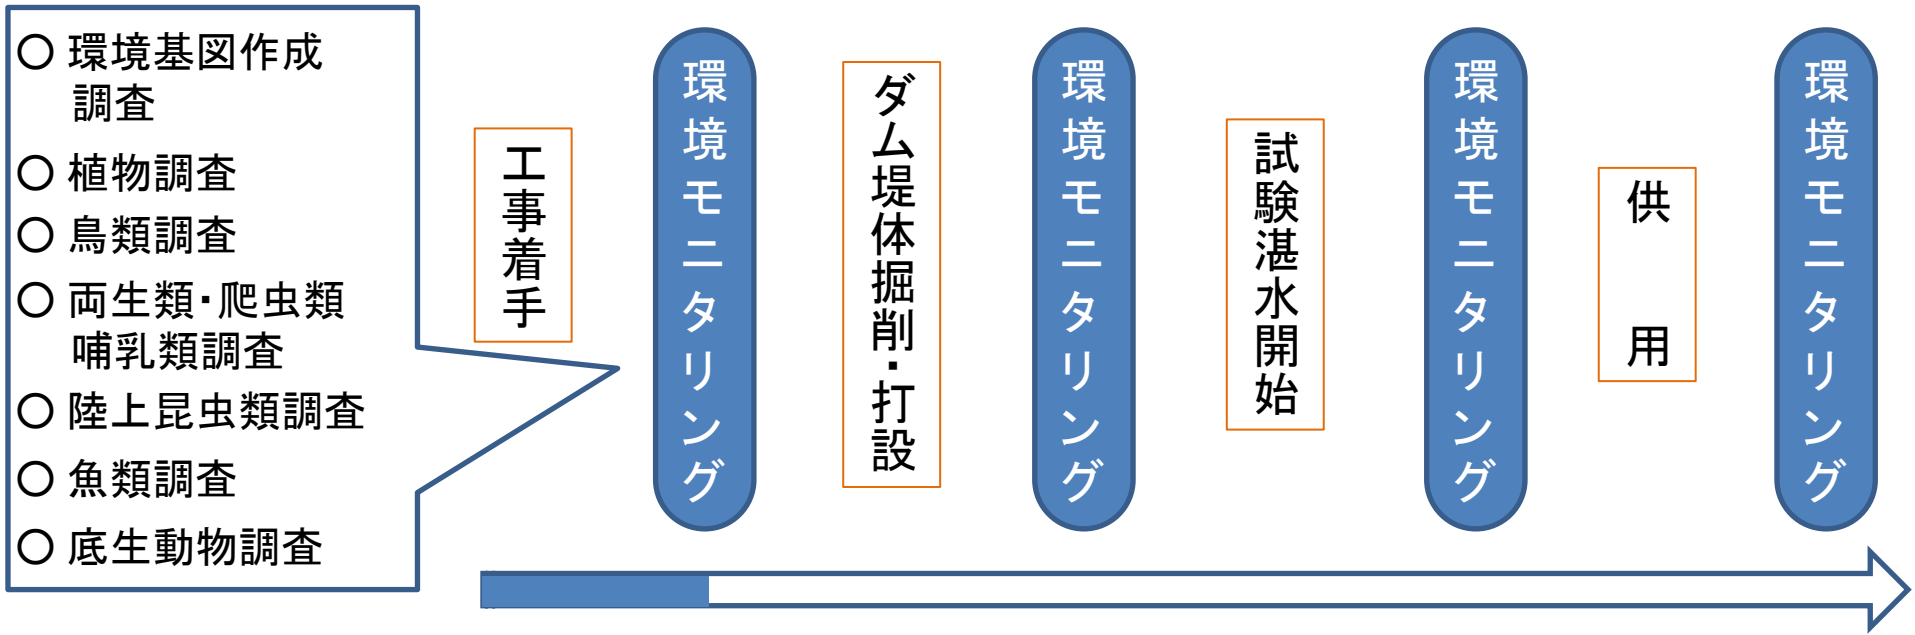 ○ 環境基図作成
調査
○ 植物調査
○ 鳥類調査
○ 両生類・爬虫類
哺乳類調査
○ 陸上昆虫類調査
○ 魚類調査
○ 底生動物調査
工事着手
環境モニタリング
ダム堤体掘削・打設
環境モニタリング
試験湛水開始
環境モニタリング
供用
環境モニタリング